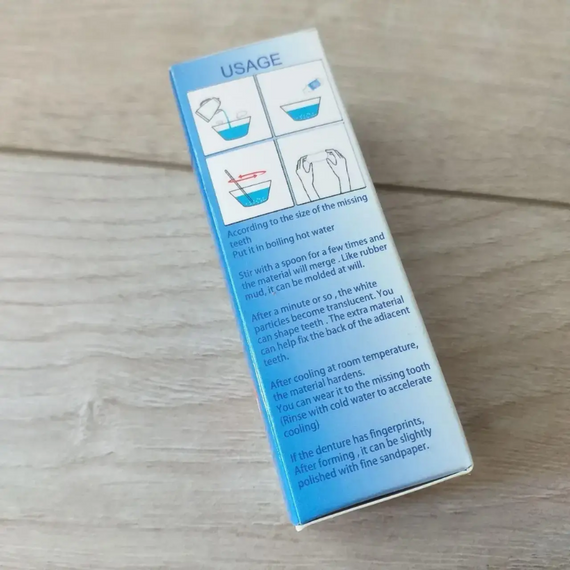 USAGE
According to the size of the missing
teeth
Put it in boiling hot water
Stir with a spoon for a few times and
the material will merge . Like rubber
mud, it can be molded at will.
After a minute or so , the white
particles become translucent. You
can shape teeth . The extra material
can help fix the back of the adiacent
teeth.
After cooling at room temperature,
the material hardens.
You can wear it to the missing tooth
(Rinse with cold water to accelerate
cooling)
If the denture has fingerprints,
After forming , it can be slightly
polished with fine sandpaper.